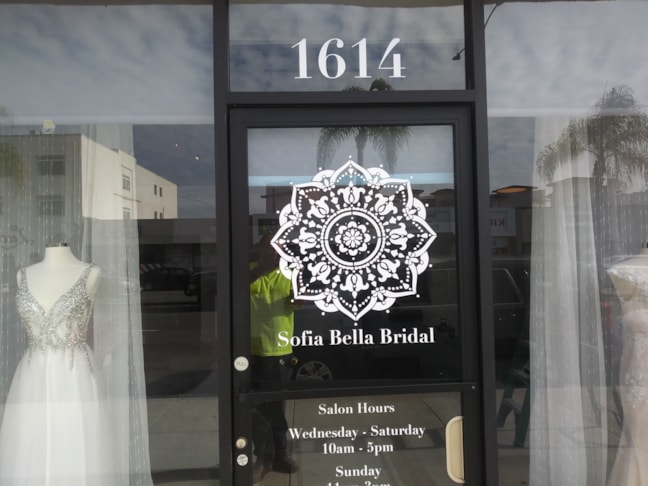 1614
Sofia Bella Bridal
Salon Hours
Wednesday - Saturday
10am - 5pm
Sunday